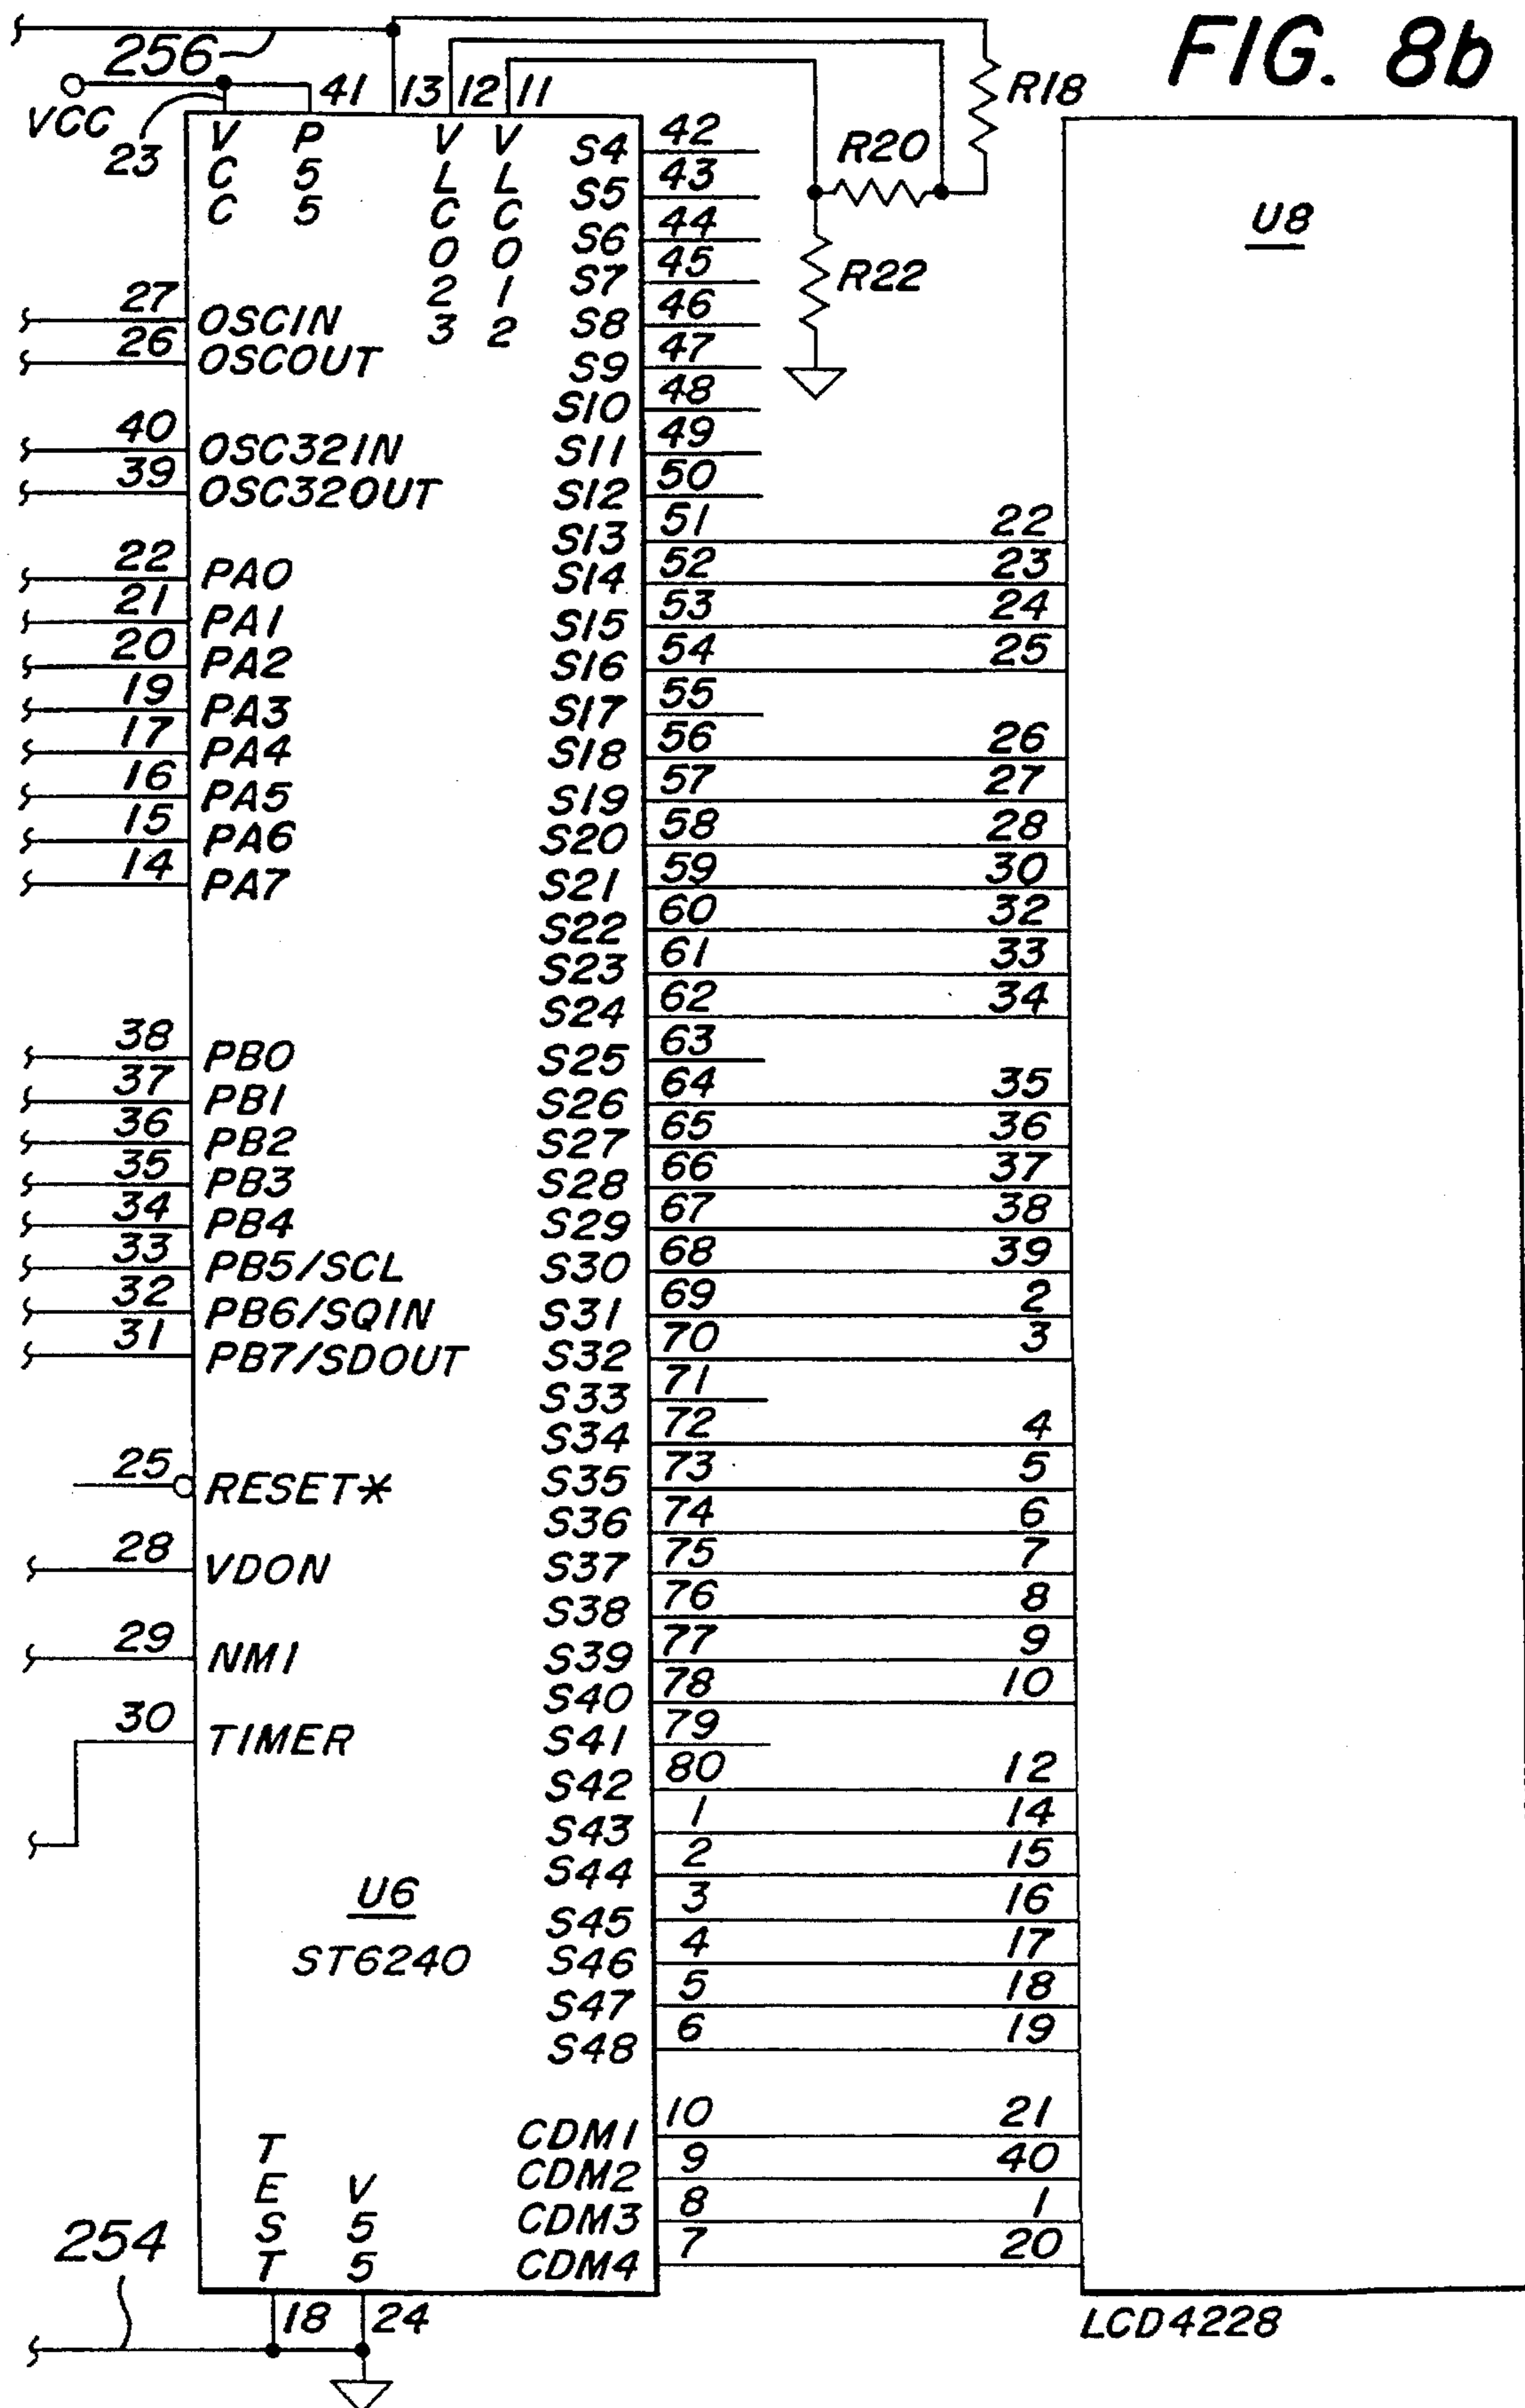 FIG. 8b
256
VCC
23
41 13 12 11
R18
R20
R22
U8
VCC
P55
VLCO23
VLCO12
27 OSCIN
26 OSCOUT
40 OSC32IN
39 OSC32OUT
22 PA0
21 PA1
20 PA2
19 PA3
17 PA4
16 PA5
15 PA6
14 PA7
38 PB0
37 PB1
36 PB2
35 PB3
34 PB4
33 PB5/SCL
32 PB6/SQIN
31 PB7/SDOUT
25 RESET*
28 VDON
29 NMI
30 TIMER
U6
ST6240
S4 42
S5 43
S6 44
S7 45
S8 46
S9 47
S10 48
S11 49
S12 50
S13 51 22
S14 52 23
S15 53 24
S16 54 25
S17 55
S18 56 26
S19 57 27
S20 58 28
S21 59 30
S22 60 32
S23 61 33
S24 62 34
S25 63
S26 64 35
S27 65 36
S28 66 37
S29 67 38
S30 68 39
S31 69 2
S32 70 3
S33 71
S34 72 4
S35 73 5
S36 74 6
S37 75 7
S38 76 8
S39 77 9
S40 78 10
S41 79
S42 80 12
S43 1 14
S44 2 15
S45 3 16
S46 4 17
S47 5 18
S48 6 19
CDM1 10 21
CDM2 9 40
CDM3 8 1
CDM4 7 20
TEST
V55
254
18 24
LCD4228